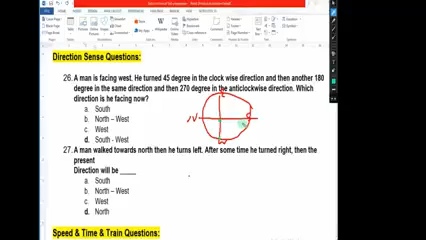 Direction Sense Questions:
26. A man is facing west. He turned 45 degree in the clock wise direction and then another 180
degree in the same direction and then 270 degree in the anticlockwise direction. Which
direction is he facing now?
a. South
b. North – West
c. West
d. South - West
27. A man walked towards north then he turns left. After some time he turned right, then the
present
Direction will be _____
a. South
b. North – West
c. West
d. North
Speed & Time & Train Questions: